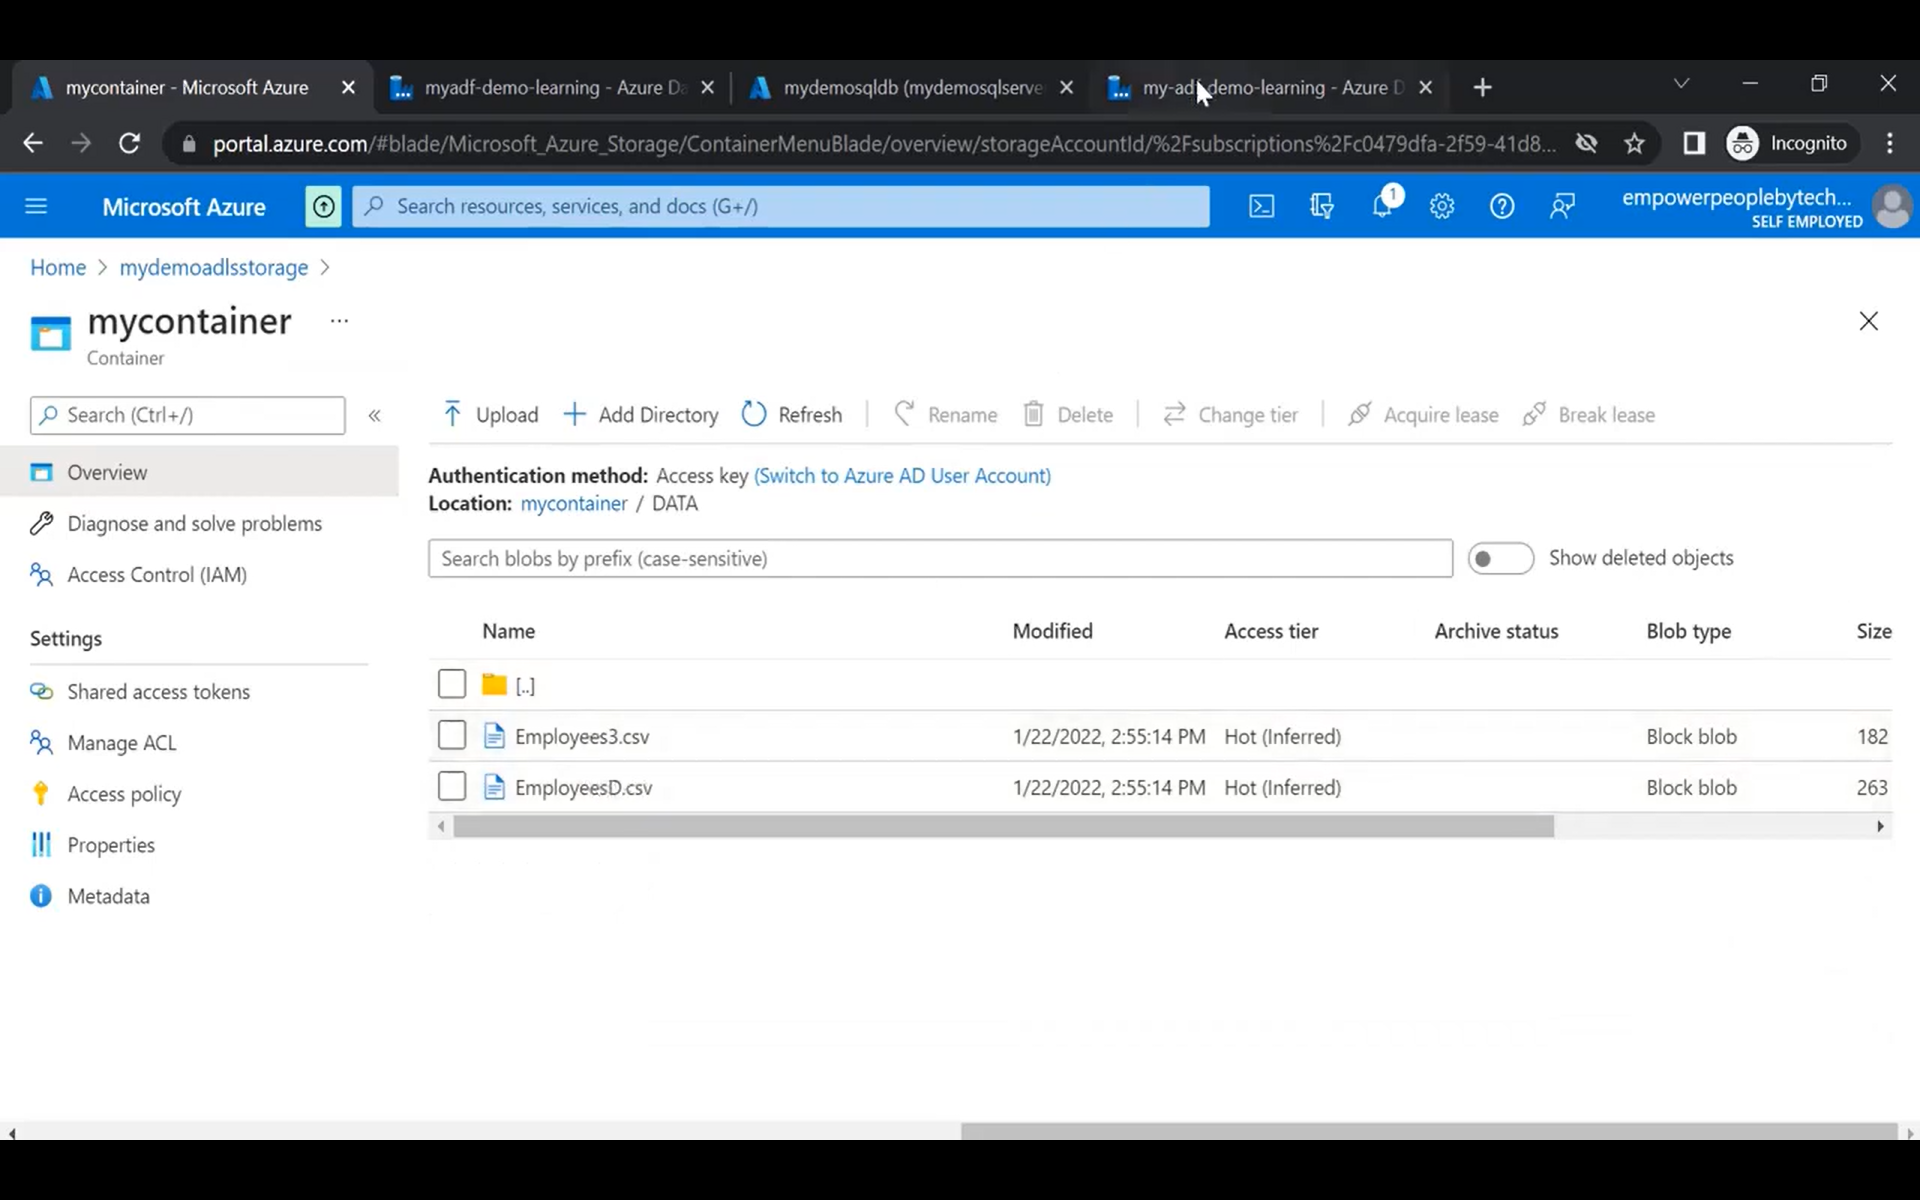 mycontainer - Microsoft Azure
myadf-demo-learning - Azure Da
mydemosqldb (mydemosqlserve
my-adf-demo-learning - Azure D
portal.azure.com/#blade/Microsoft_Azure_Storage/ContainerMenuBlade/overview/storageAccountId/%2Fsubscriptions%2Fc0479dfa-2f59-41d8...
Incognito
Microsoft Azure
Search resources, services, and docs (G+/)
1
empowerpeoplebytech...
SELF EMPLOYED
Home > mydemoadlsstorage >
mycontainer ...
Container
Search (Ctrl+/)
«
Overview
Diagnose and solve problems
Access Control (IAM)
Settings
Shared access tokens
Manage ACL
Access policy
Properties
Metadata
Upload + Add Directory Refresh Rename Delete Change tier Acquire lease Break lease
Authentication method: Access key (Switch to Azure AD User Account)
Location: mycontainer / DATA
Search blobs by prefix (case-sensitive)
Show deleted objects
Name Modified Access tier Archive status Blob type Size
[..]
Employees3.csv 1/22/2022, 2:55:14 PM Hot (Inferred) Block blob 182
EmployeesD.csv 1/22/2022, 2:55:14 PM Hot (Inferred) Block blob 263